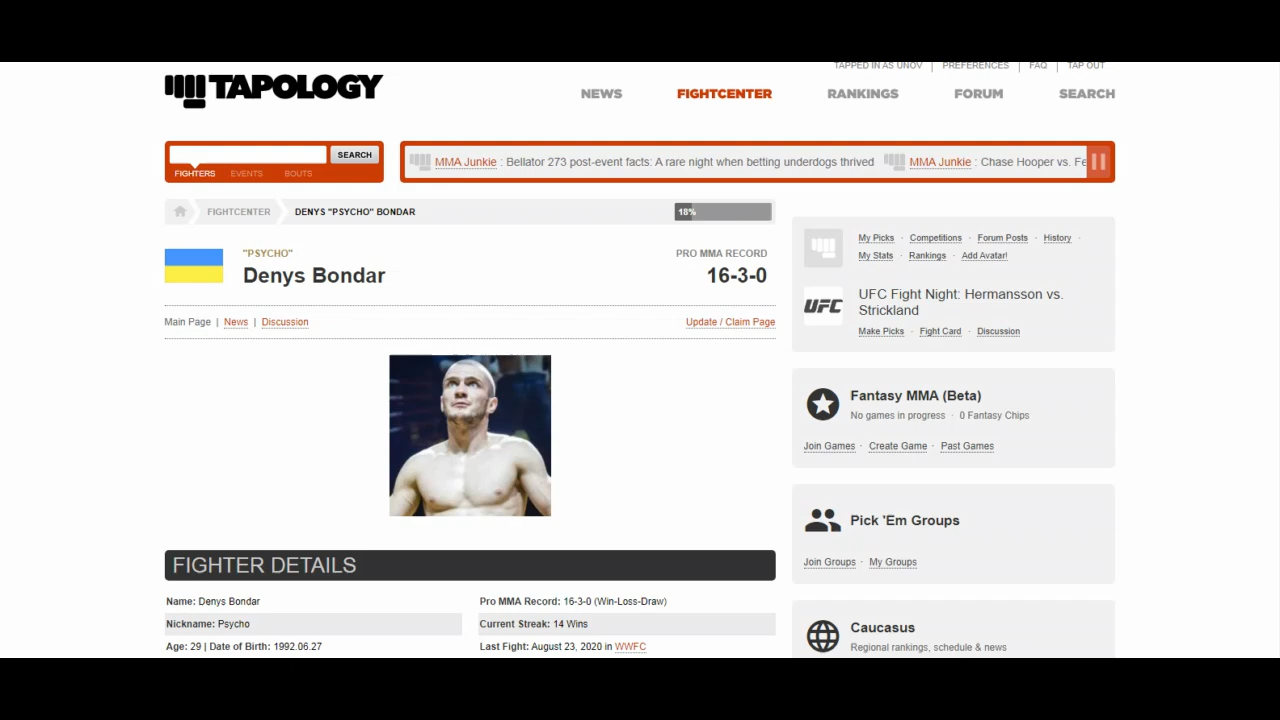 TAPPED IN AS UNOV | PREFERENCES | FAQ | TAP OUT
TAPOLOGY
NEWS FIGHTCENTER RANKINGS FORUM SEARCH
SEARCH
MMA Junkie : Bellator 273 post-event facts: A rare night when betting underdogs thrived MMA Junkie : Chase Hooper vs. Fe
FIGHTERS EVENTS BOUTS
FIGHTCENTER DENYS "PSYCHO" BONDAR 18%
"PSYCHO"
Denys Bondar
PRO MMA RECORD
16-3-0
Main Page | News | Discussion
Update / Claim Page
FIGHTER DETAILS
Name: Denys Bondar
Pro MMA Record: 16-3-0 (Win-Loss-Draw)
Nickname: Psycho
Current Streak: 14 Wins
Age: 29 | Date of Birth: 1992.06.27
Last Fight: August 23, 2020 in WWFC
My Picks · Competitions · Forum Posts · History ·
My Stats · Rankings · Add Avatar!
UFC
UFC Fight Night: Hermansson vs.
Strickland
Make Picks · Fight Card · Discussion
Fantasy MMA (Beta)
No games in progress · 0 Fantasy Chips
Join Games · Create Game · Past Games
Pick 'Em Groups
Join Groups · My Groups
Caucasus
Regional rankings, schedule & news